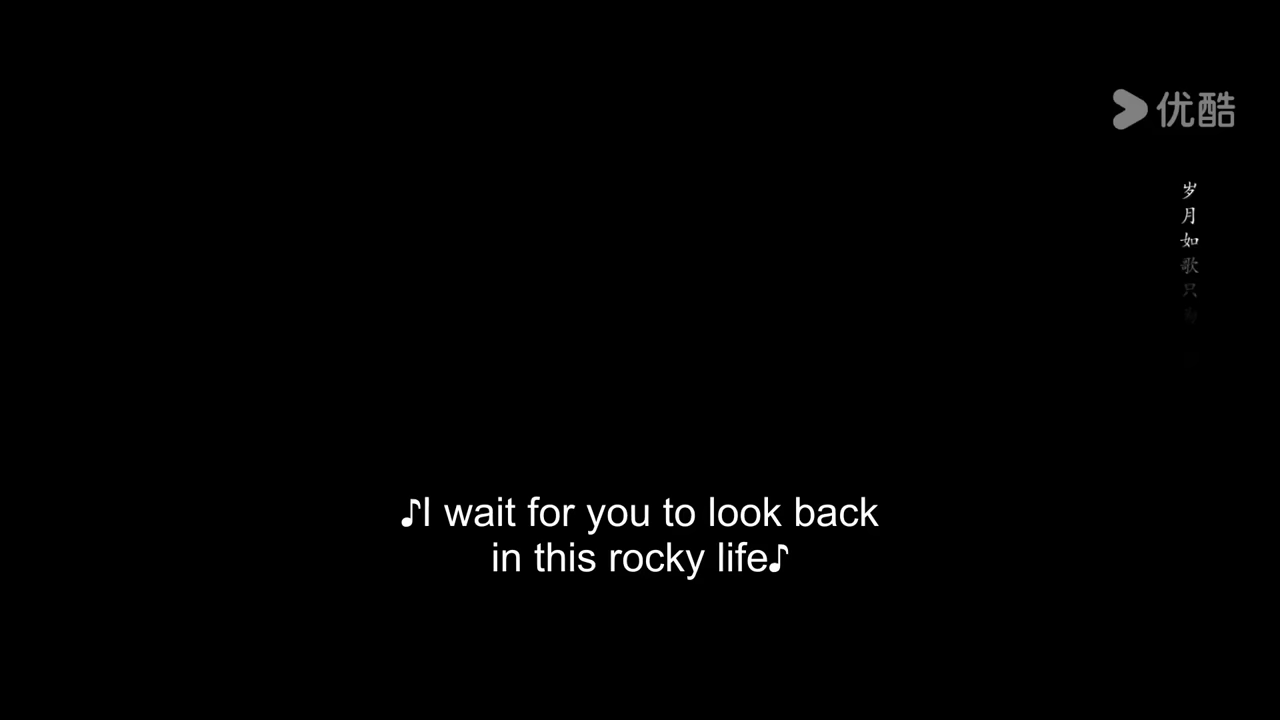 优酷
岁月如歌只
♪I wait for you to look back
in this rocky life♪